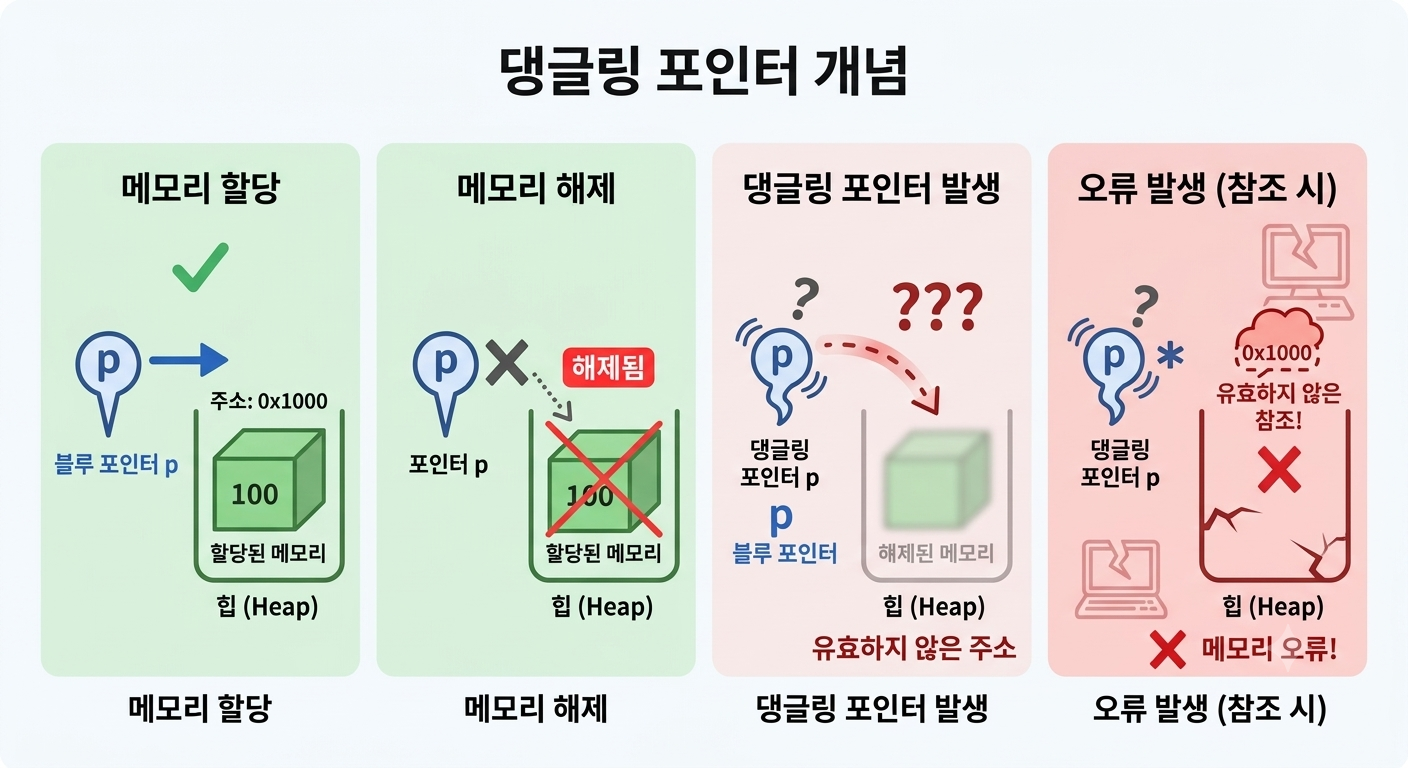 댕글링 포인터 개념
메모리 할당
p
주소: 0x1000
블루 포인터 p
100
할당된 메모리
힙 (Heap)
메모리 할당
메모리 해제
p
해제됨
포인터 p
100
할당된 메모리
힙 (Heap)
메모리 해제
댕글링 포인터 발생
?
???
p
댕글링
포인터 p
p
블루 포인터
해제된 메모리
힙 (Heap)
유효하지 않은 주소
댕글링 포인터 발생
오류 발생 (참조 시)
?
p
*
0x1000
유효하지 않은
참조!
댕글링
포인터 p
힙 (Heap)
메모리 오류!
오류 발생 (참조 시)